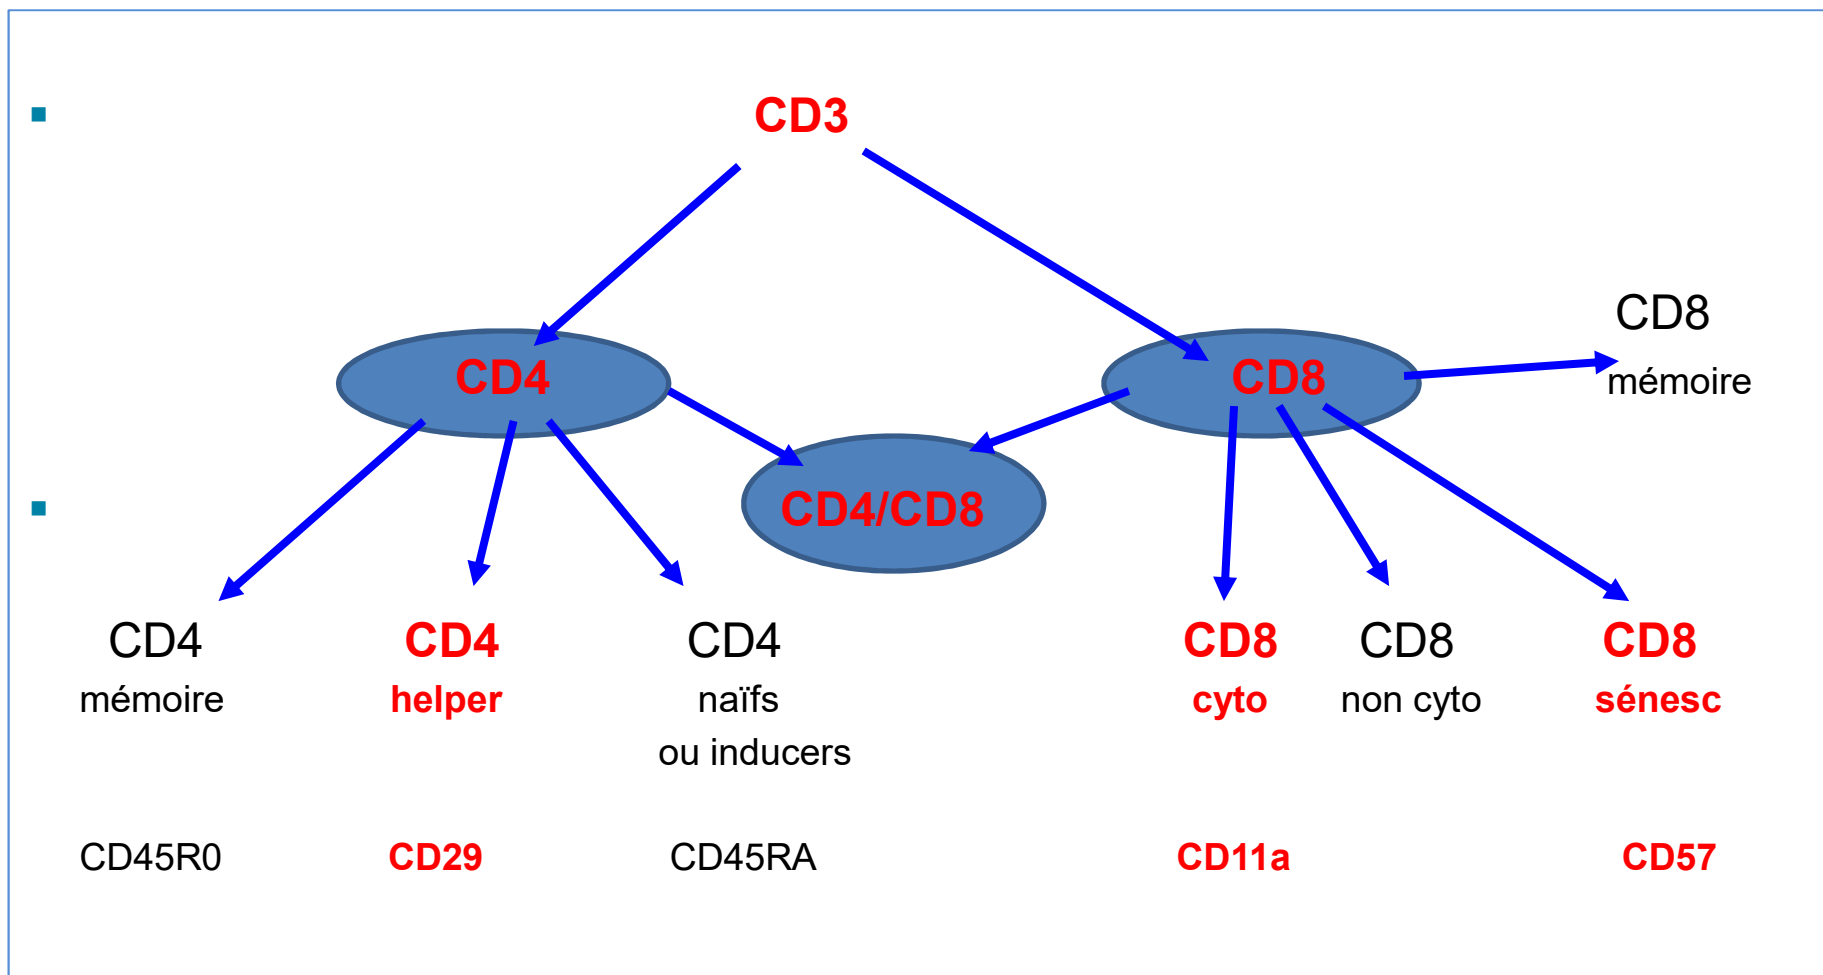 CD3
CD8
mémoire
CD4
CD8
CD4/CD8
CD4
mémoire
CD4
helper
CD4
naïfs
ou inducers
CD8
cyto
CD8
non cyto
CD8
sénesc
CD45R0
CD29
CD45RA
CD11a
CD57